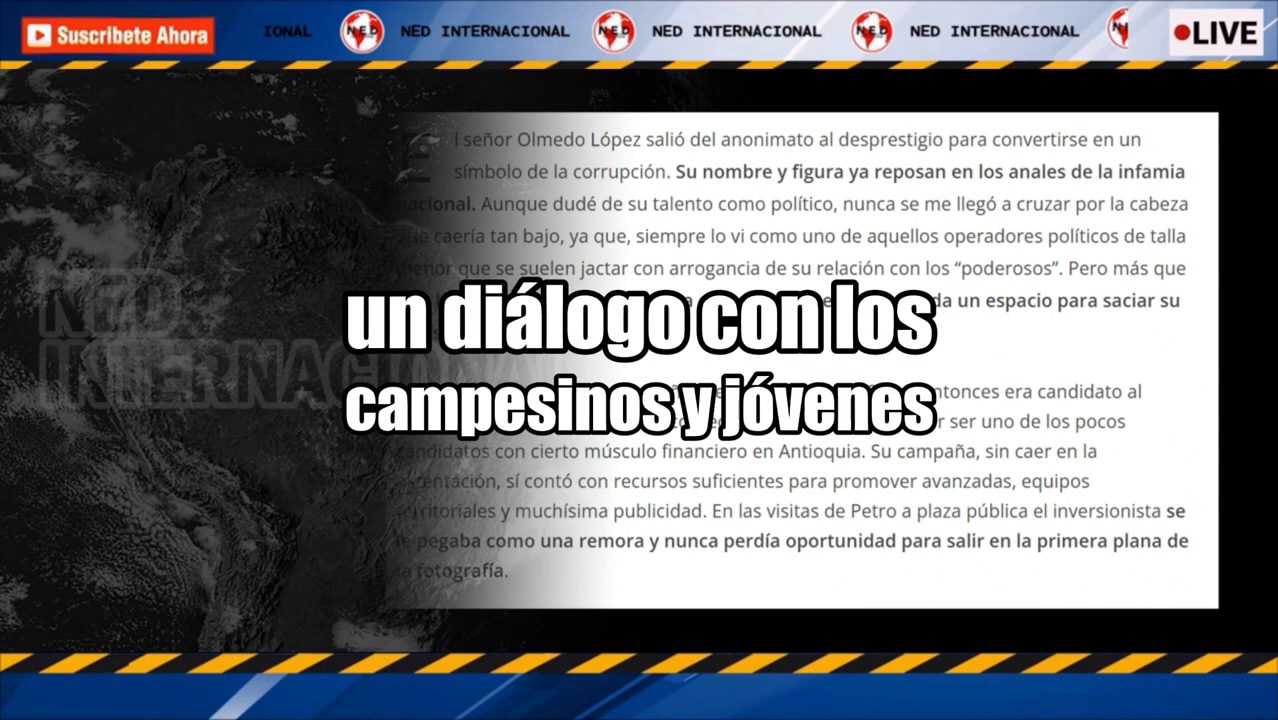 Suscribete Ahora
IONAL NED NED INTERNACIONAL NED NED INTERNACIONAL NED NED INTERNACIONAL
LIVE
l señor Olmedo López salió del anonimato al desprestigio para convertirse en un
símbolo de la corrupción. Su nombre y figura ya reposan en los anales de la infamia
nacional. Aunque dudé de su talento como político, nunca se me llegó a cruzar por la cabeza
que caería tan bajo, ya que, siempre lo vi como uno de aquellos operadores políticos de talla
menor que se suelen jactar con arrogancia de su relación con los “poderosos”. Pero más que
un espacio para saciar su
NED
INTERNACIONAL
un diálogo con los
campesinos y jóvenes
entonces era candidato al
ser uno de los pocos
candidatos con cierto músculo financiero en Antioquia. Su campaña, sin caer en la
sí contó con recursos suficientes para promover avanzadas, equipos
territoriales y muchísima publicidad. En las visitas de Petro a plaza pública el inversionista se
le pegaba como una remora y nunca perdía oportunidad para salir en la primera plana de
la fotografía.